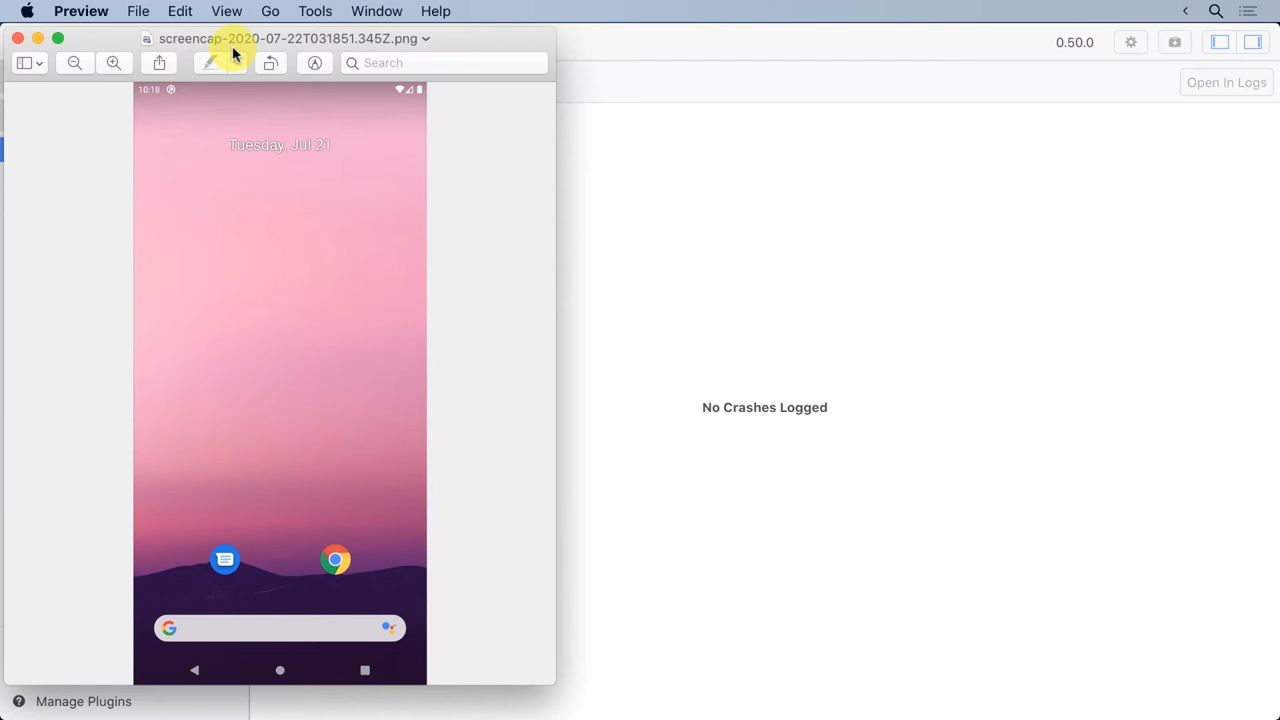 Preview File Edit View Go Tools Window Help
screencap-2020-07-22T031851.345Z.png
0.50.0
Search
Open In Logs
10:18
Tuesday, Jul 21
No Crashes Logged
Manage Plugins